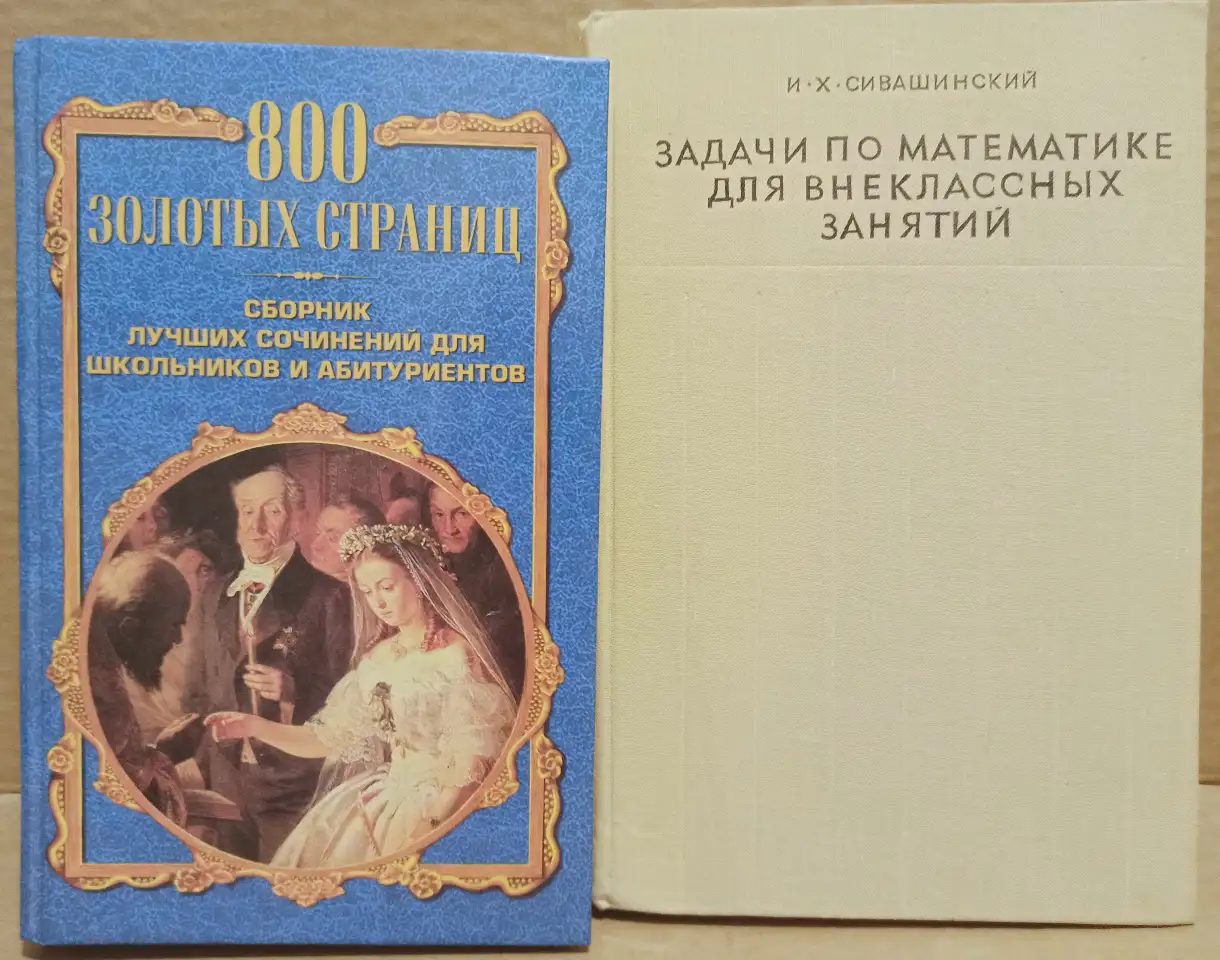 800
ЗОЛОТЫХ СТРАНИЦ
СБОРНИК
ЛУЧШИХ СОЧИНЕНИЙ ДЛЯ
ШКОЛЬНИКОВ И АБИТУРИЕНТОВ
И·Х·СИВАШИНСКИЙ
ЗАДАЧИ ПО МАТЕМАТИКЕ
ДЛЯ ВНЕКЛАССНЫХ
ЗАНЯТИЙ